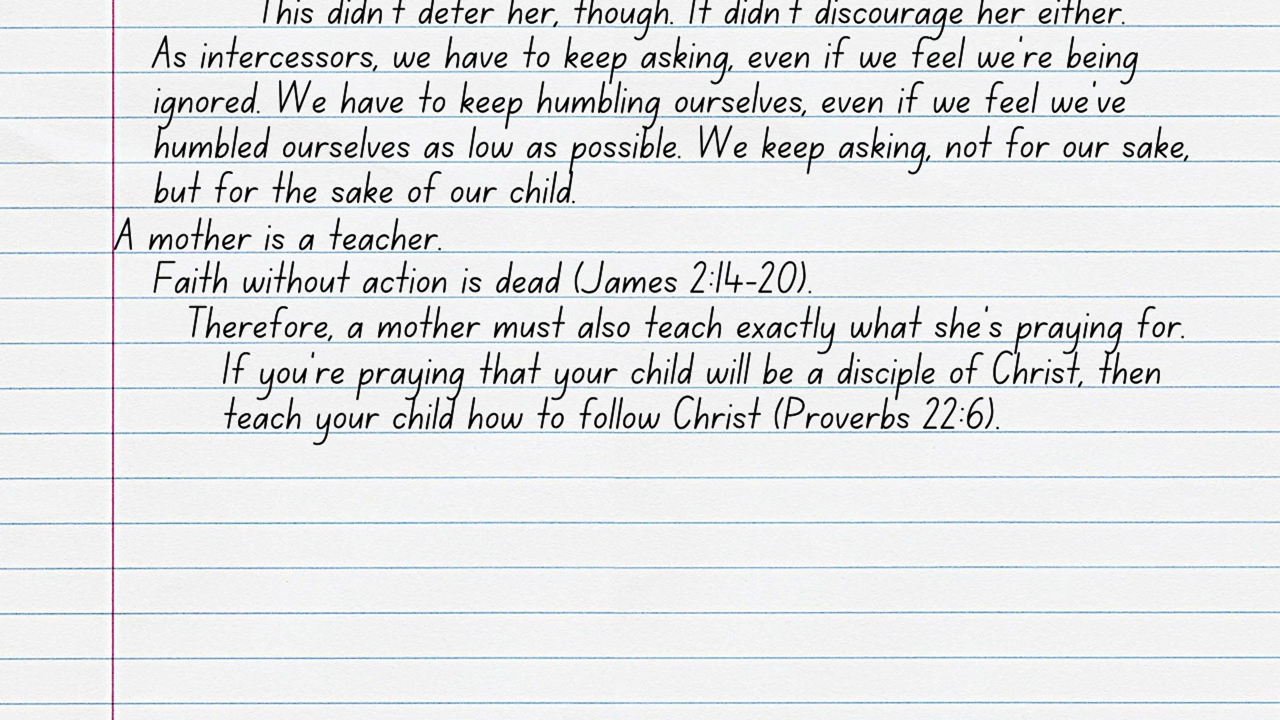 This didn't deter her, though. It didn't discourage her either.
As intercessors, we have to keep asking, even if we feel we're being
ignored. We have to keep humbling ourselves, even if we feel we've
humbled ourselves as low as possible. We keep asking, not for our sake,
but for the sake of our child.
A mother is a teacher.
Faith without action is dead (James 2:14-20).
Therefore, a mother must also teach exactly what she's praying for.
If you're praying that your child will be a disciple of Christ, then
teach your child how to follow Christ (Proverbs 22:6).